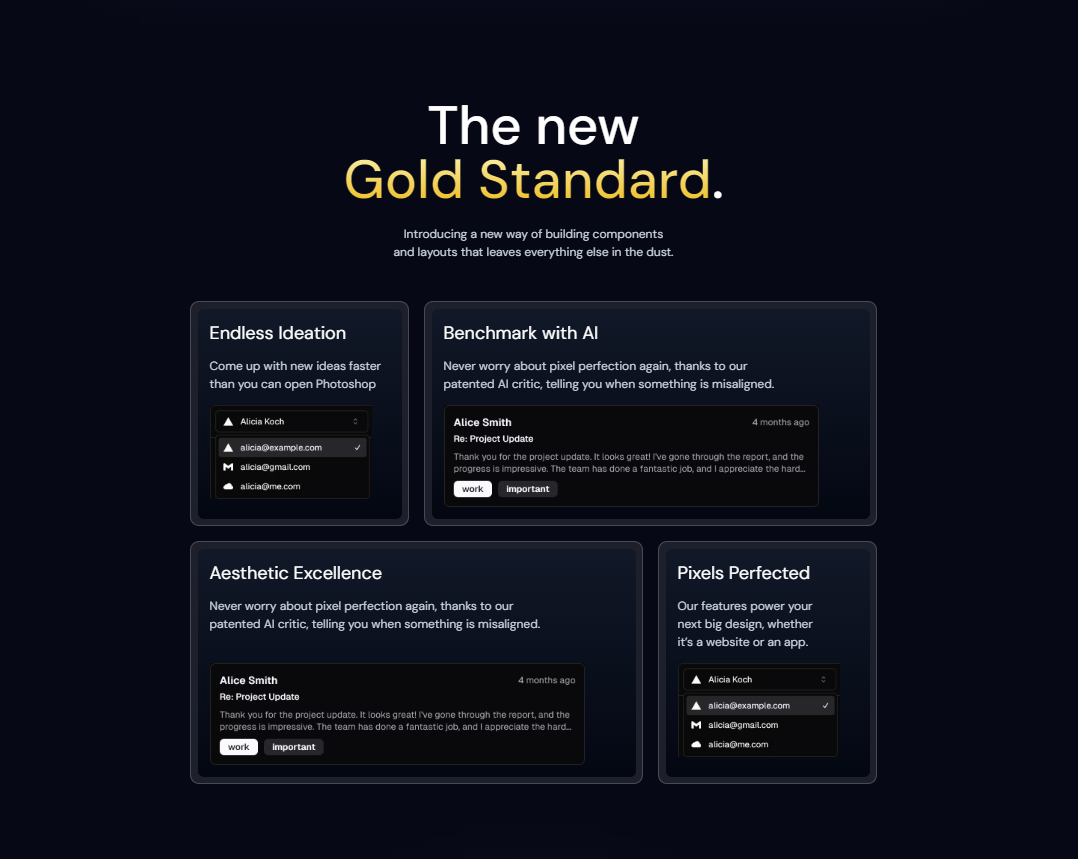 The new
Gold Standard.
Introducing a new way of building components
and layouts that leaves everything else in the dust.
Endless Ideation
Come up with new ideas faster
than you can open Photoshop
Alicia Koch
alicia@example.com
alicia@gmail.com
alicia@me.com
Benchmark with AI
Never worry about pixel perfection again, thanks to our
patented AI critic, telling you when something is misaligned.
Alice Smith 4 months ago
Re: Project Update
Thank you for the project update. It looks great! I've gone through the report, and the
progress is impressive. The team has done a fantastic job, and I appreciate the hard...
work important
Aesthetic Excellence
Never worry about pixel perfection again, thanks to our
patented AI critic, telling you when something is misaligned.
Alice Smith 4 months ago
Re: Project Update
Thank you for the project update. It looks great! I've gone through the report, and the
progress is impressive. The team has done a fantastic job, and I appreciate the hard...
work important
Pixels Perfected
Our features power your
next big design, whether
it's a website or an app.
Alicia Koch
alicia@example.com
alicia@gmail.com
alicia@me.com